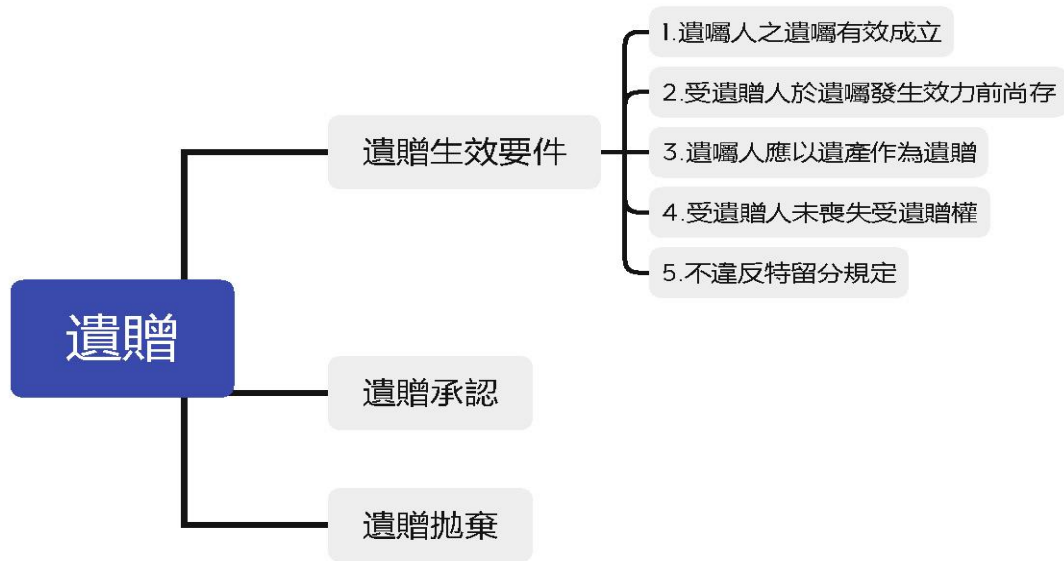 遺贈
遺贈生效要件
1.遺囑人之遺囑有效成立
2.受遺贈人於遺囑發生效力前尚存
3.遺囑人應以遺產作為遺贈
4.受遺贈人未喪失受遺贈權
5.不違反特留分規定
遺贈承認
遺贈拋棄